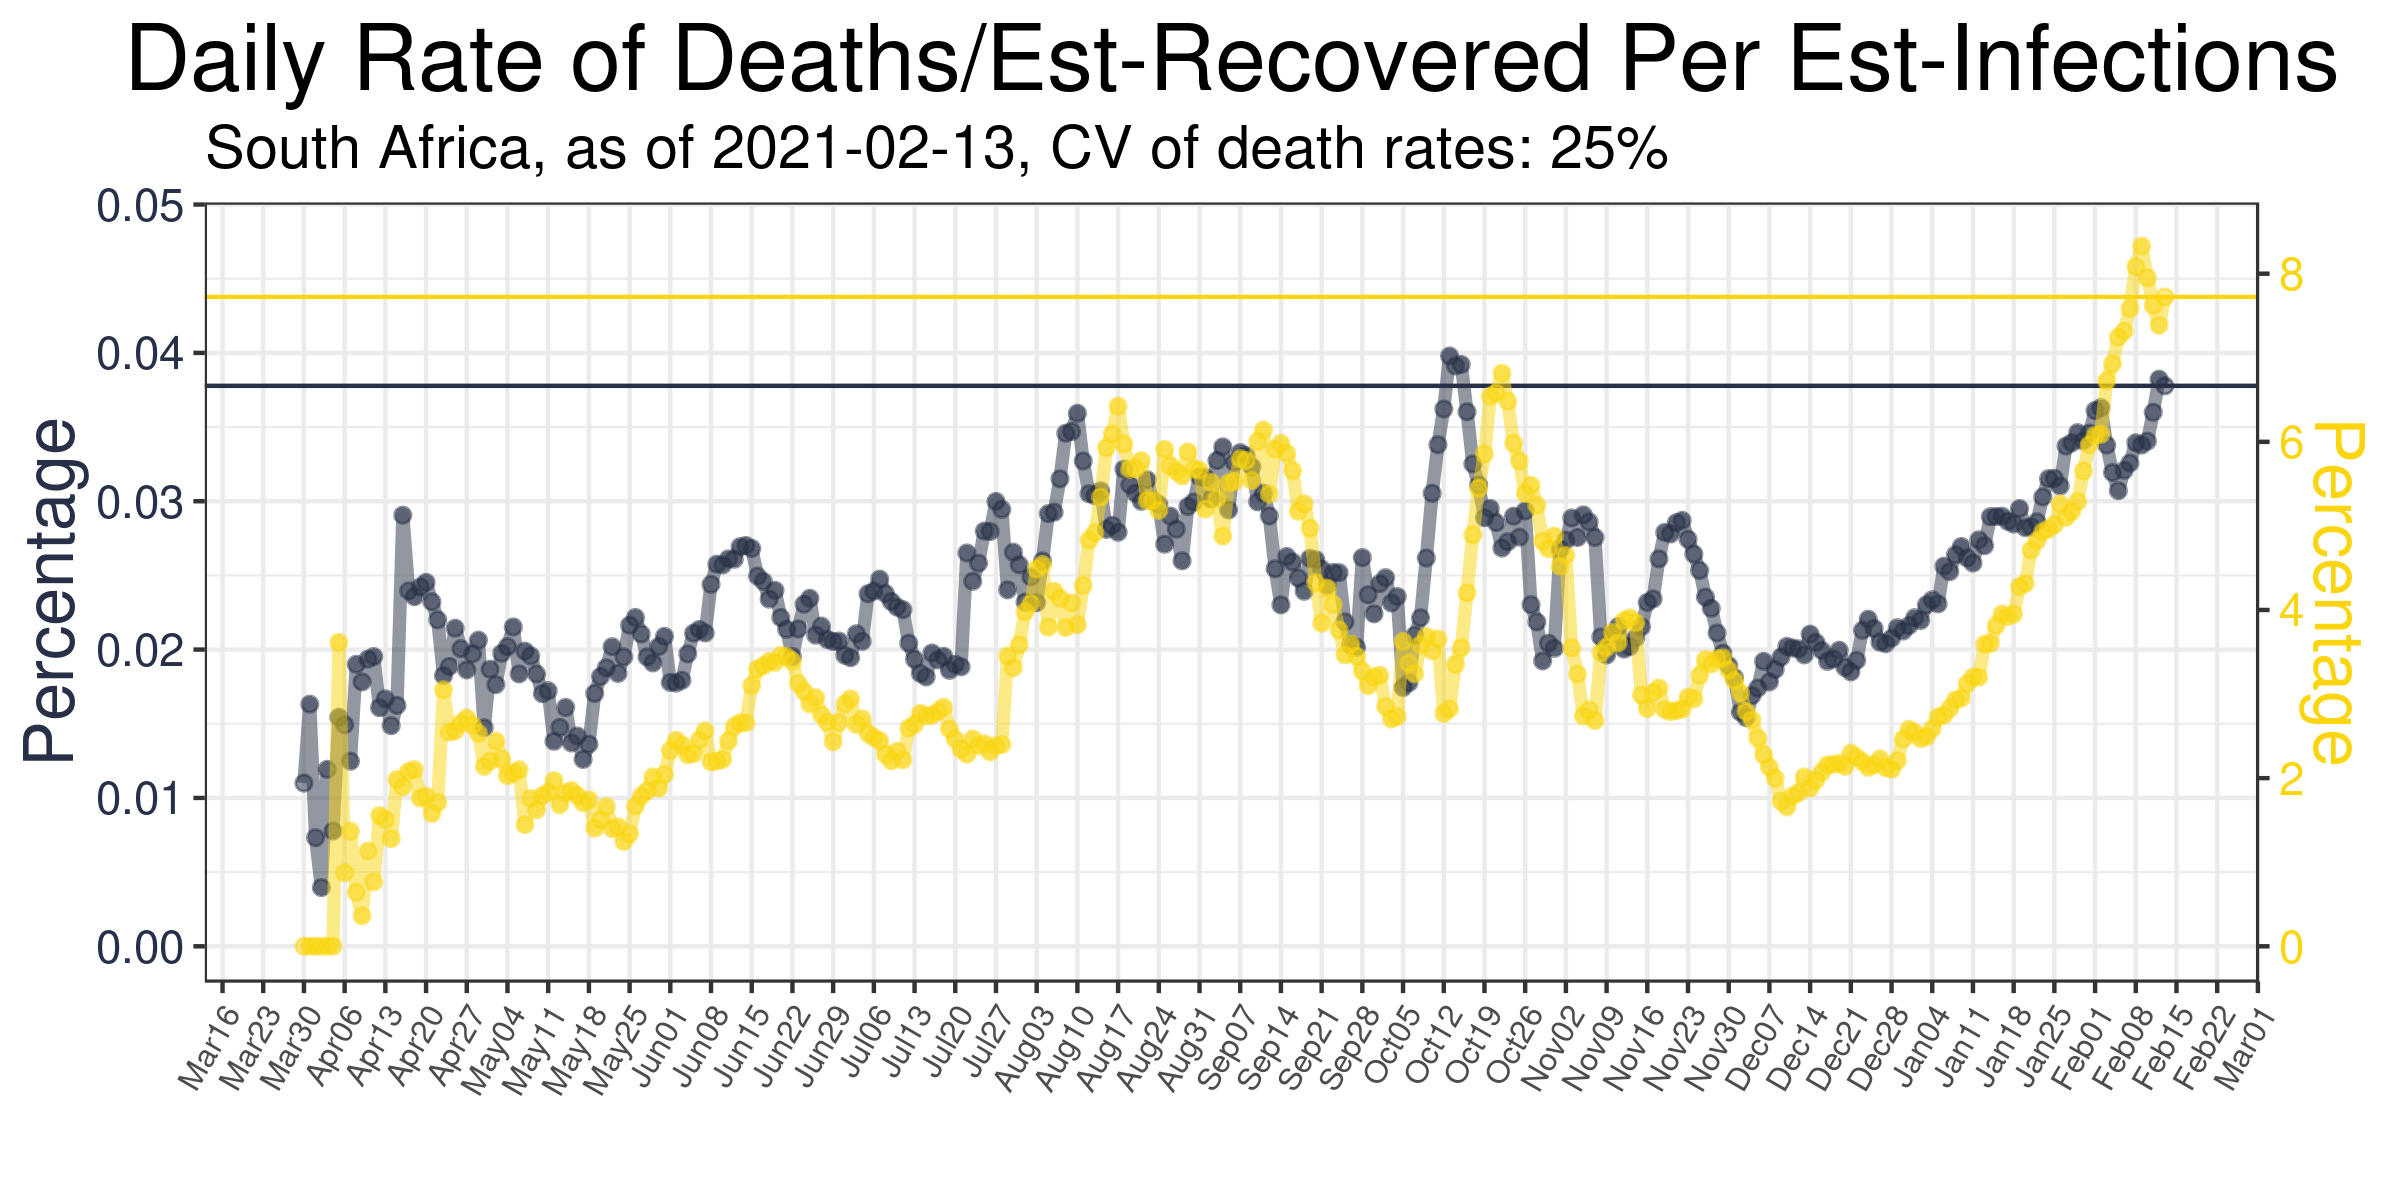 Daily Rate of Deaths/Est-Recovered Per Est-Infections
South Africa, as of 2021-02-13, CV of death rates: 25%
0.05
0.04
0.03
0.02
0.01
0.00
Percentage
8
6
4
2
0
Percentage
Mar16
Mar23
Mar30
Apr06
Apr13
Apr20
Apr27
May04
May11
May18
May25
Jun01
Jun08
Jun15
Jun22
Jun29
Jul06
Jul13
Jul20
Jul27
Aug03
Aug10
Aug17
Aug24
Aug31
Sep07
Sep14
Sep21
Sep28
Oct05
Oct12
Oct19
Oct26
Nov02
Nov09
Nov16
Nov23
Nov30
Dec07
Dec14
Dec21
Dec28
Jan04
Jan11
Jan18
Jan25
Feb01
Feb08
Feb15
Feb22
Mar01